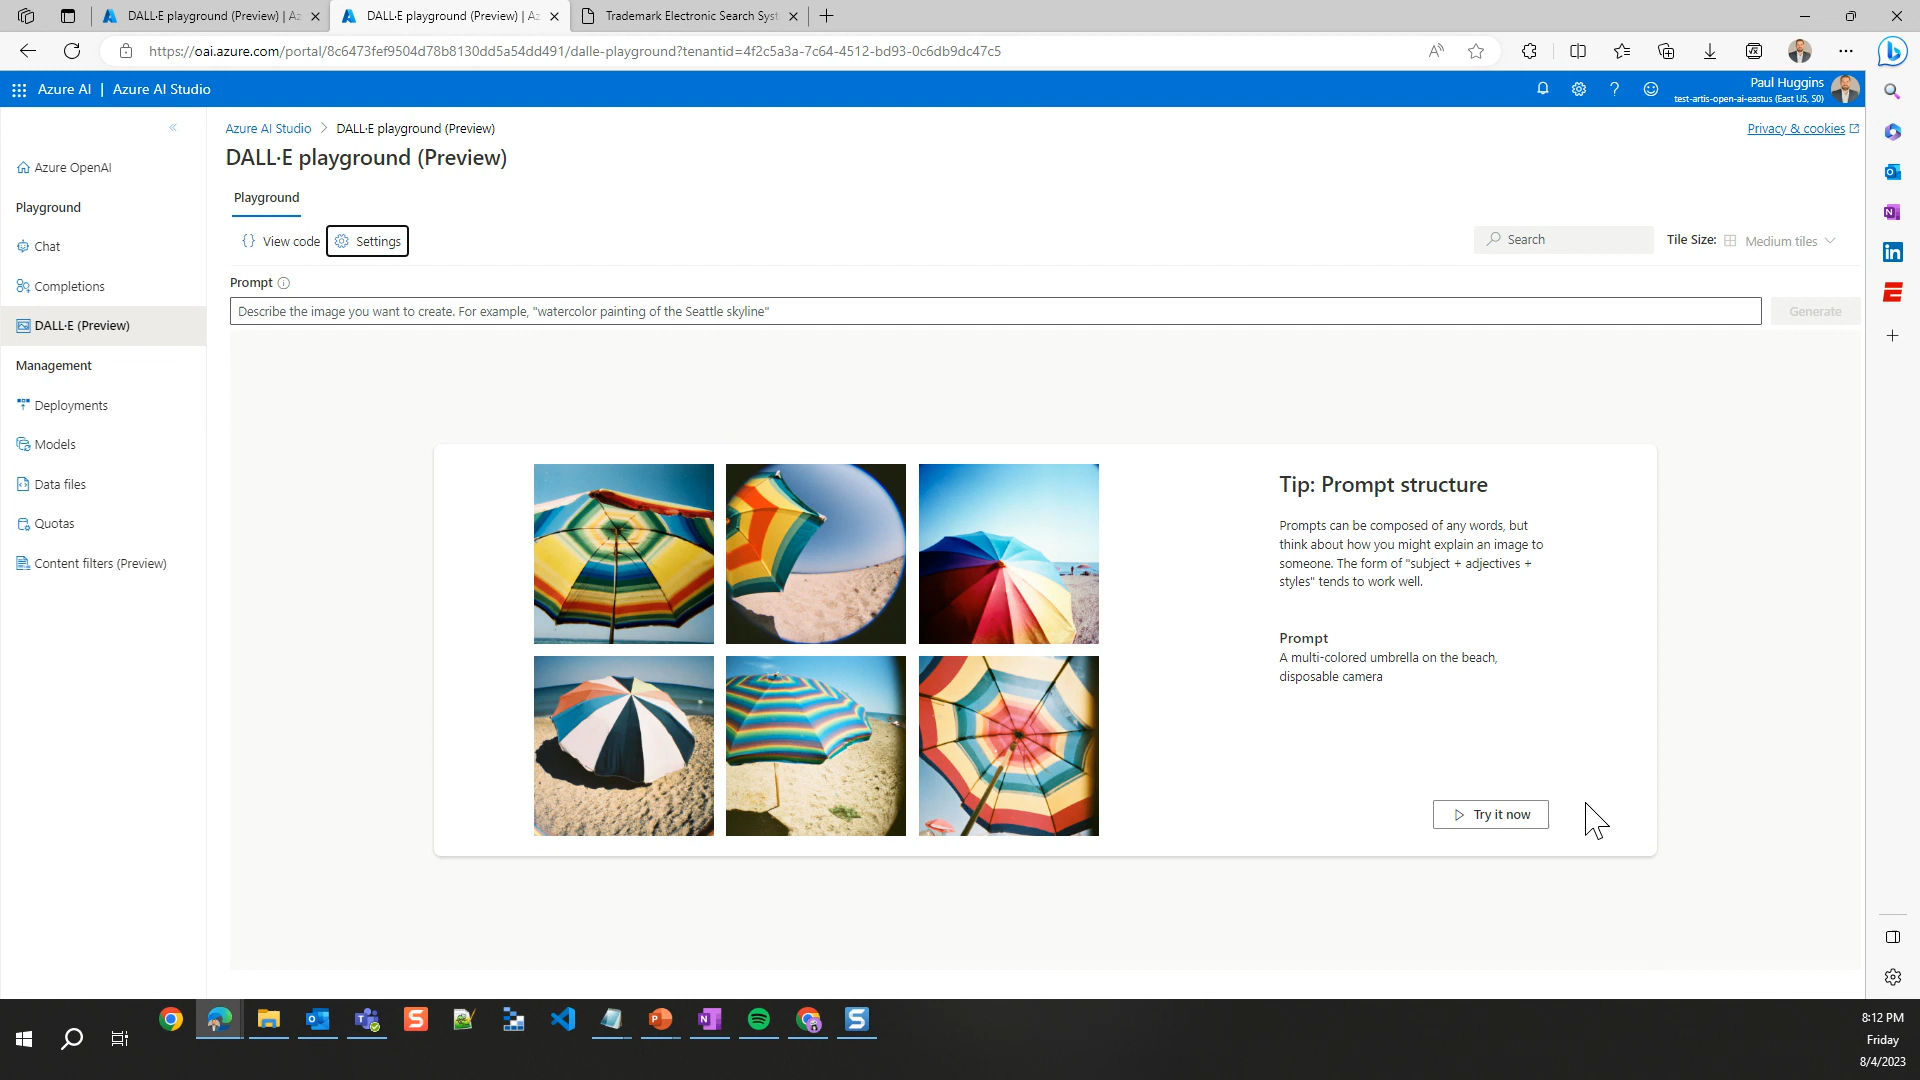 DALL·E playground (Preview) | Az
DALL·E playground (Preview) | Az
Trademark Electronic Search Syst
https://oai.azure.com/portal/8c6473fef9504d78b8130dd5a54dd491/dalle-playground?tenantid=4f2c5a3a-7c64-4512-bd93-0c6db9dc47c5
Azure AI | Azure AI Studio
Paul Huggins
test-artis-open-ai-eastus (East US, S0)
Azure AI Studio > DALL·E playground (Preview)
Privacy & cookies
DALL·E playground (Preview)
Azure OpenAI
Playground
Chat
Completions
DALL·E (Preview)
Management
Deployments
Models
Data files
Quotas
Content filters (Preview)
Playground
{} View code
Settings
Search
Tile Size:
Medium tiles
Prompt
Describe the image you want to create. For example, "watercolor painting of the Seattle skyline"
Generate
Tip: Prompt structure
Prompts can be composed of any words, but
think about how you might explain an image to
someone. The form of "subject + adjectives +
styles" tends to work well.
Prompt
A multi-colored umbrella on the beach,
disposable camera
Try it now
8:12 PM
Friday
8/4/2023